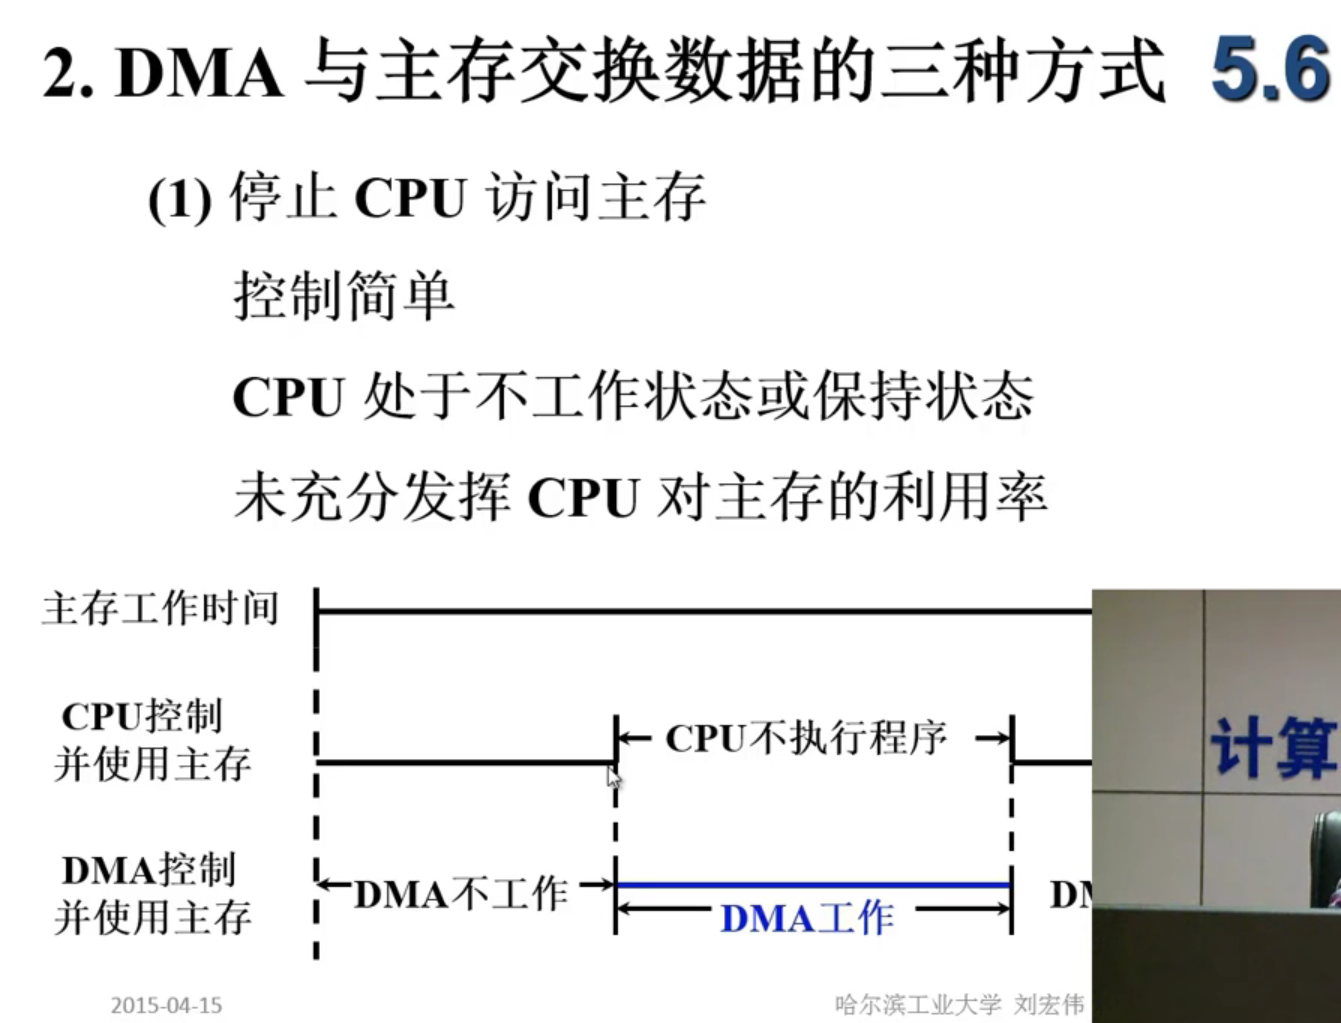 2. DMA 与主存交换数据的三种方式 5.6
(1) 停止 CPU 访问主存
控制简单
CPU 处于不工作状态或保持状态
未充分发挥 CPU 对主存的利用率
主存工作时间
CPU控制
并使用主存
CPU不执行程序
DMA控制
并使用主存
DMA不工作
DMA工作
计算
2015-04-15
哈尔滨工业大学 刘宏伟